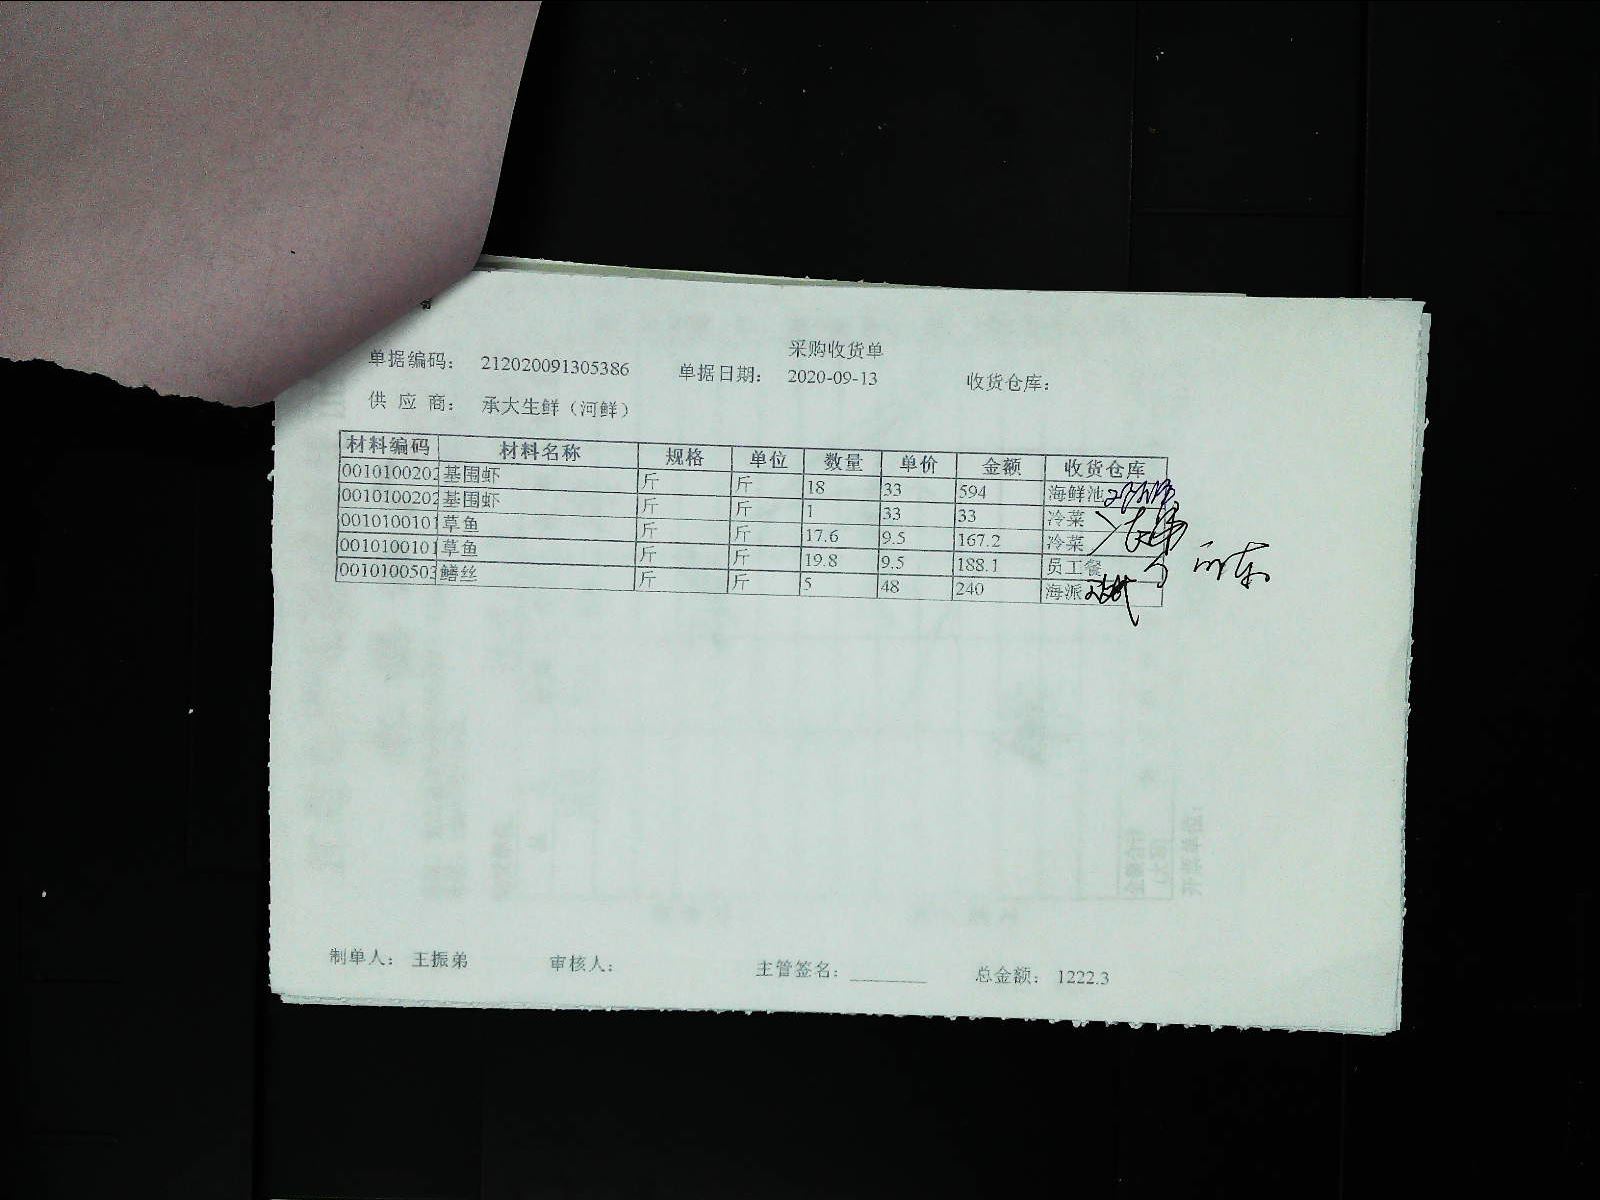 采购收货单
单据编码： 212020091305386 单据日期： 2020-09-13 收货仓库：
供 应 商： 承大生鲜（河鲜）
材料编码 材料名称 规格 单位 数量 单价 金额 收货仓库
0010100202 基围虾 斤 斤 18 33 594 海鲜池
0010100202 基围虾 斤 斤 1 33 33 冷菜
0010100101 草鱼 斤 斤 17.6 9.5 167.2 冷菜
0010100101 草鱼 斤 斤 19.8 9.5 188.1 员工餐
0010100503 鳝丝 斤 斤 5 48 240 海派
制单人： 王振弟 审核人： 主管签名：________ 总金额： 1222.3